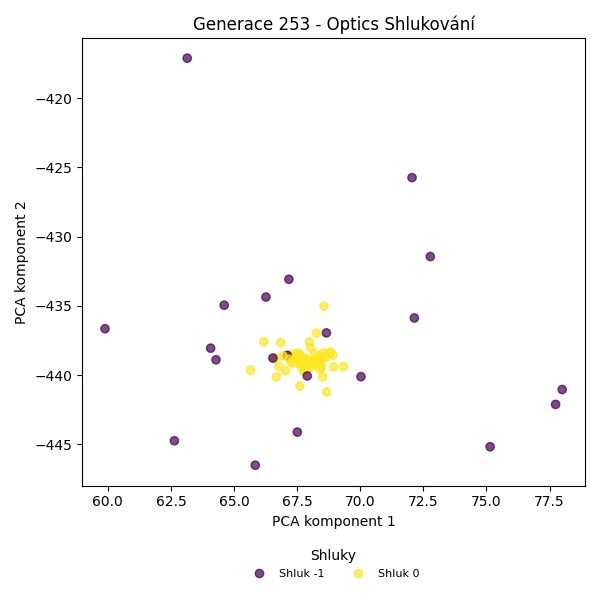 Generace 253 - Optics Shlukování
PCA komponent 2
−420
−425
−430
−435
−440
−445
60.0 62.5 65.0 67.5 70.0 72.5 75.0 77.5
PCA komponent 1
Shluky
Shluk -1 Shluk 0